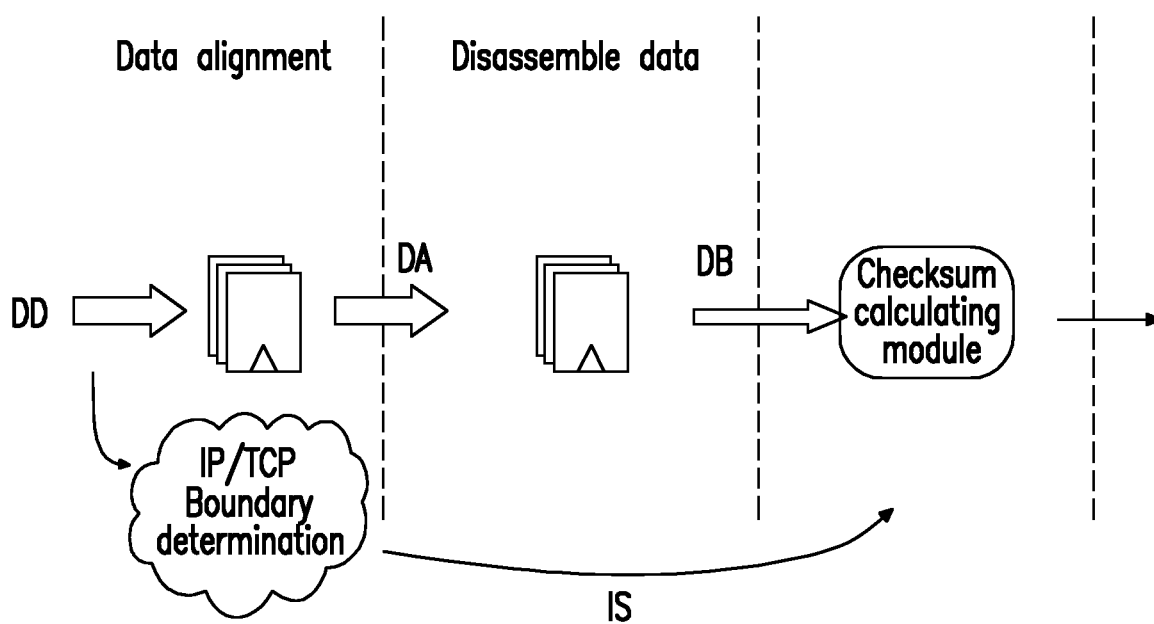 Data alignment
Disassemble data
DA
DB
DD
Checksum
calculating
module
IP/TCP
Boundary
determination
IS